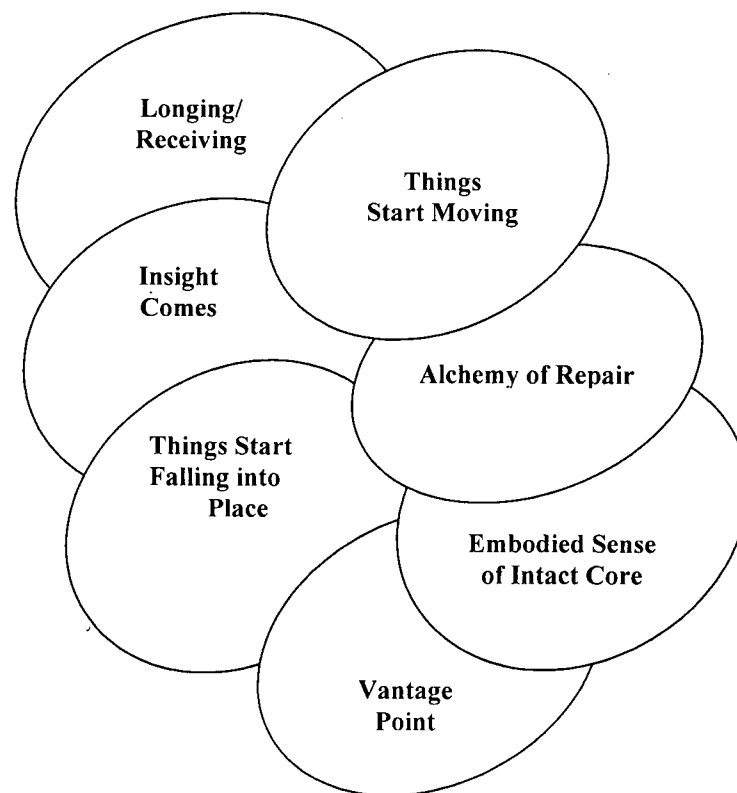 Longing/
Receiving
Things
Start Moving
Insight
Comes
Alchemy of Repair
Things Start
Falling into
Place
Embodied Sense
of Intact Core
Vantage
Point